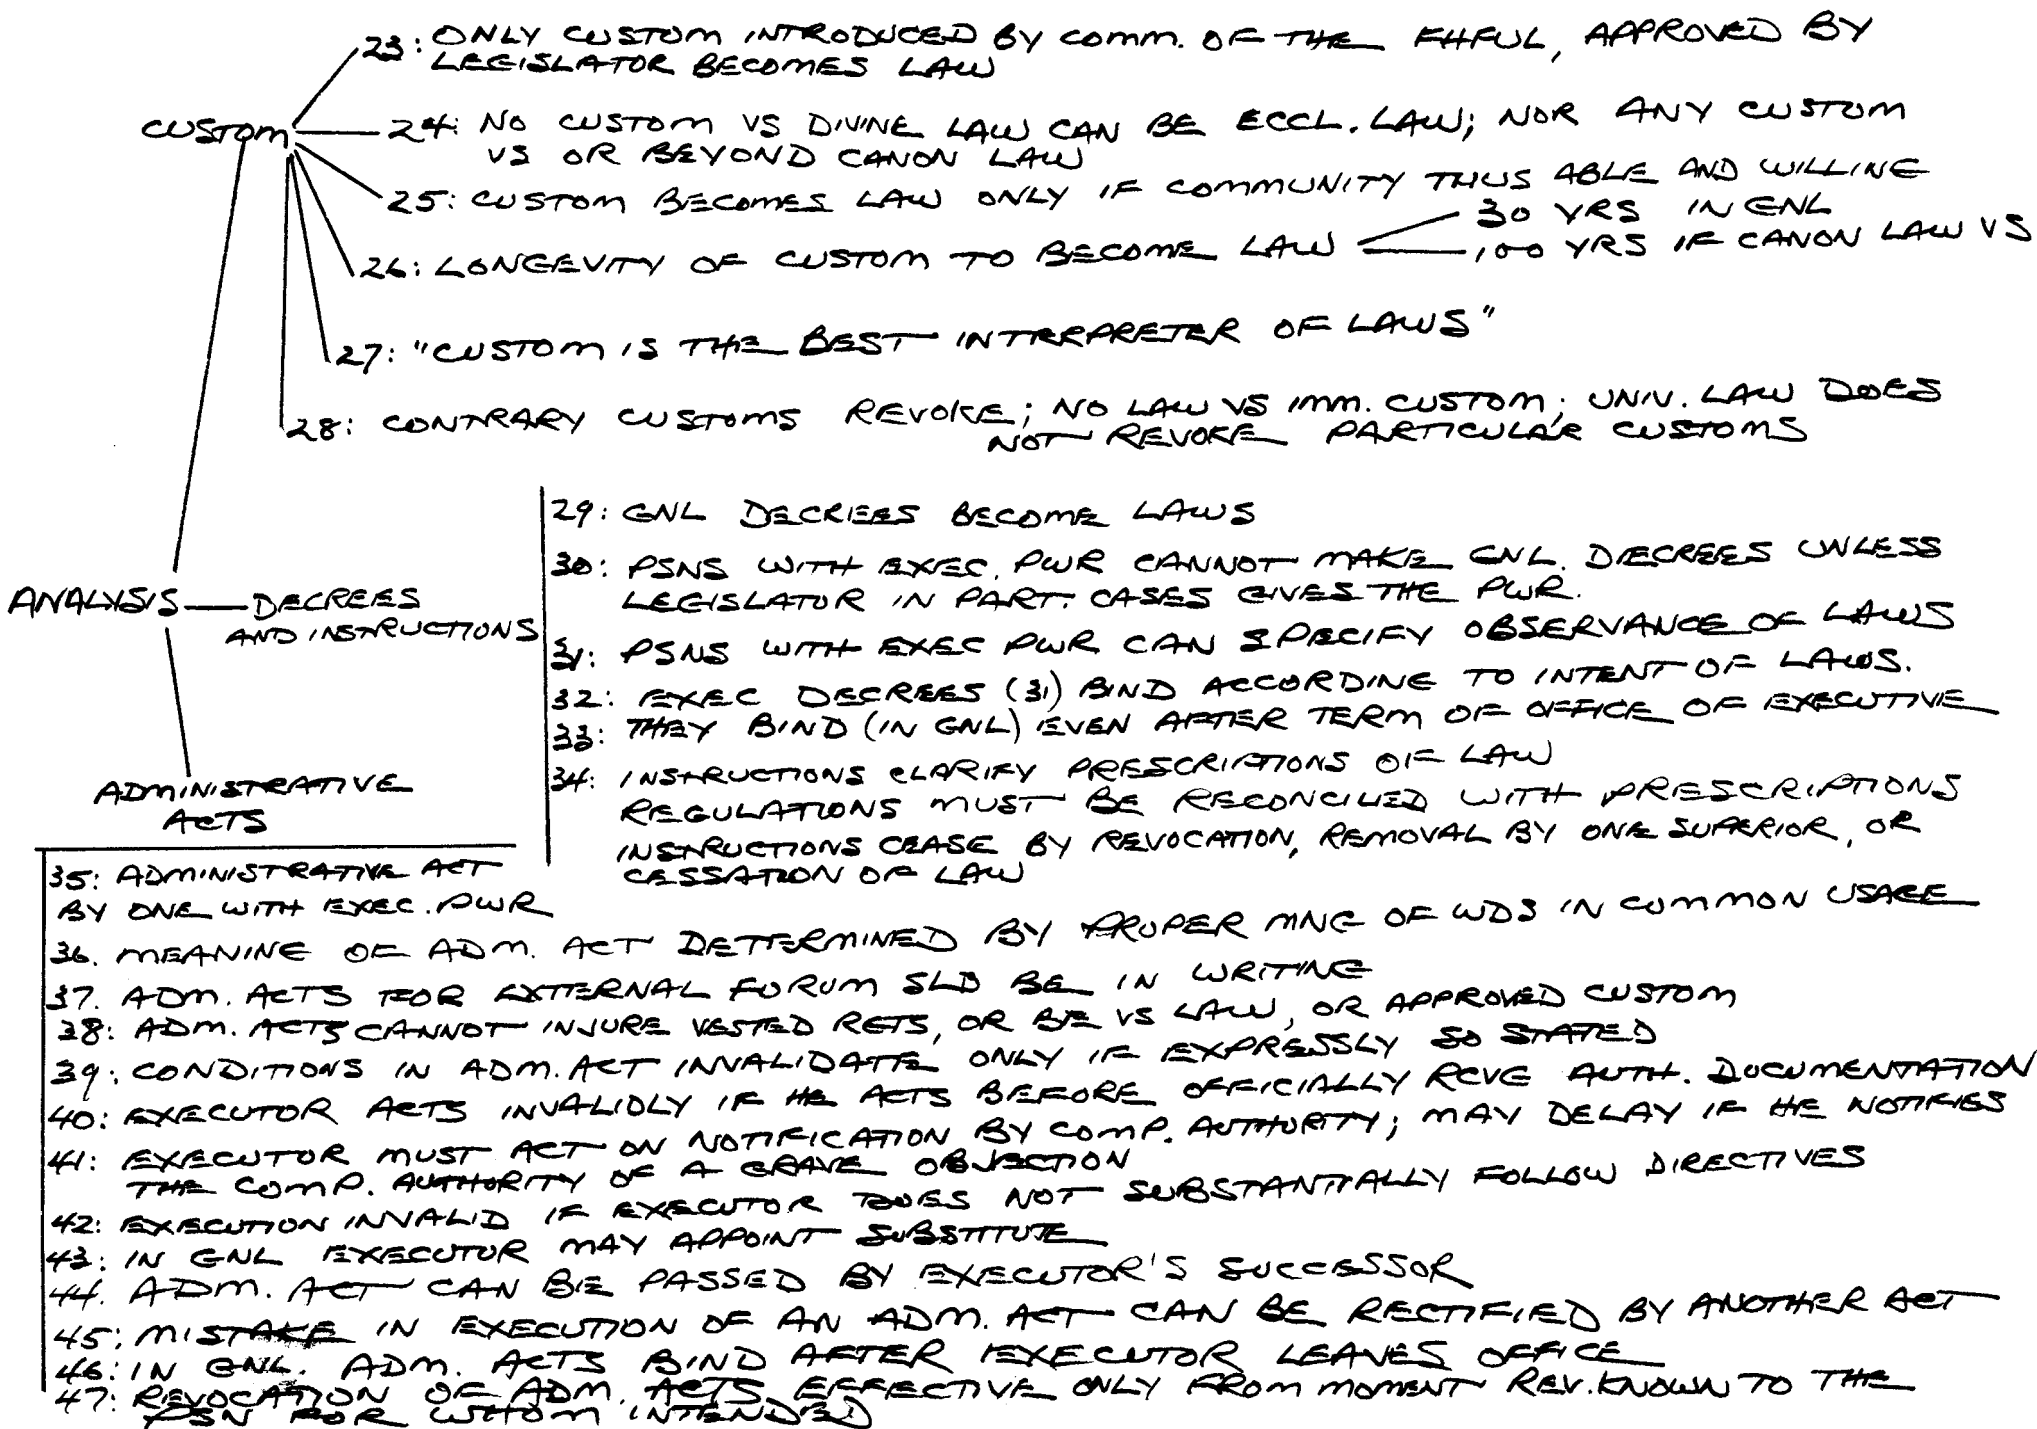 23: ONLY CUSTOM INTRODUCED BY COMM. OF THE FHFUL, APPROVED BY
LEGISLATOR BECOMES LAW
CUSTOM
24: NO CUSTOM VS DIVINE LAW CAN BE ECCL. LAW; NOR ANY CUSTOM
VS OR BEYOND CANON LAW
25: CUSTOM BECOMES LAW ONLY IF COMMUNITY THUS ABLE AND WILLING
26: LONGEVITY OF CUSTOM TO BECOME LAW
30 YRS IN GNL
100 YRS IF CANON LAW VS
27: "CUSTOM IS THE BEST INTRPRETER OF LAWS"
28: CONTRARY CUSTOMS REVOKE; NO LAW VS IMM. CUSTOM; UNIV. LAW DOES
NOT REVOKE PARTICULAR CUSTOMS
ANALYSIS
DECREES
AND INSTRUCTIONS
29: GNL DECREES BECOME LAWS
30: PSNS WITH EXEC. PWR CANNOT MAKE GNL. DECREES UNLESS
LEGISLATOR IN PART. CASES GIVES THE PWR.
31: PSNS WITH EXEC PWR CAN SPECIFY OBSERVANCE OF LAWS
32: EXEC DECREES (31) BIND ACCORDING TO INTENT OF LAWS.
33: THEY BIND (IN GNL) EVEN AFTER TERM OF OFFICE OF EXECUTIVE
34: INSTRUCTIONS CLARIFY PRESCRIPTIONS OF LAW
REGULATIONS MUST BE RECONCILED WITH PRESCRIPTIONS
INSTRUCTIONS CEASE BY REVOCATION, REMOVAL BY ONE SUPERIOR, OR
CESSATION OF LAW
ADMINISTRATIVE
ACTS
35: ADMINISTRATIVE ACT
BY ONE WITH EXEC. PWR
36. MEANING OF ADM. ACT DETERMINED BY PROPER MNG OF WDS IN COMMON USAGE
37. ADM. ACTS FOR EXTERNAL FORUM SLD BE IN WRITING
38: ADM. ACTS CANNOT INJURE VESTED RGTS, OR BE VS LAW, OR APPROVED CUSTOM
39: CONDITIONS IN ADM. ACT INVALIDATE ONLY IF EXPRESSLY SO STATED
40: EXECUTOR ACTS INVALIDLY IF HE ACTS BEFORE OFFICIALLY RCVG AUTH. DOCUMENTATION
41: EXECUTOR MUST ACT ON NOTIFICATION BY COMP. AUTHORITY; MAY DELAY IF HE NOTIFIES
THE COMP. AUTHORITY OF A GRAVE OBJECTION
42: EXECUTION INVALID IF EXECUTOR DOES NOT SUBSTANTIALLY FOLLOW DIRECTIVES
43: IN GNL EXECUTOR MAY APPOINT SUBSTITUTE
44. ADM. ACT CAN BE PASSED BY EXECUTOR'S SUCCESSOR
45: MISTAKE IN EXECUTION OF AN ADM. ACT CAN BE RECTIFIED BY ANOTHER ACT
46: IN GNL. ADM. ACTS BIND AFTER EXECUTOR LEAVES OFFICE
47: REVOCATION OF ADM. ACTS EFFECTIVE ONLY FROM MOMENT REV. KNOWN TO THE
PSN FOR WHOM INTENDED